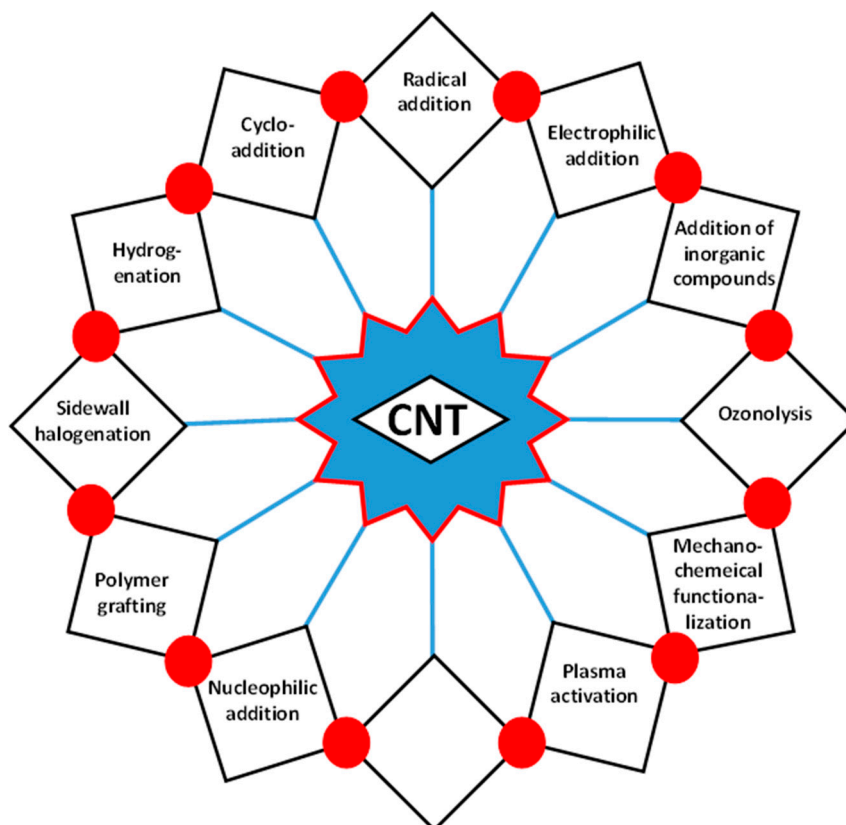 Radical
addition
Electrophilic
addition
Addition of
inorganic
compounds
Ozonolysis
Mechano-
chemeical
functiona-
lization
Plasma
activation
Nucleophilic
addition
Polymer
grafting
Sidewall
halogenation
Hydrog-
enation
Cyclo-
addition
CNT